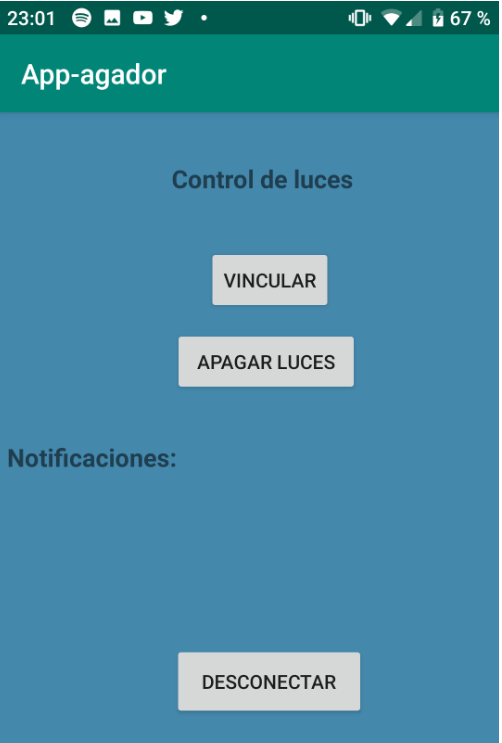 23:01 67 %
App-agador
Control de luces
VINCULAR
APAGAR LUCES
Notificaciones:
DESCONECTAR